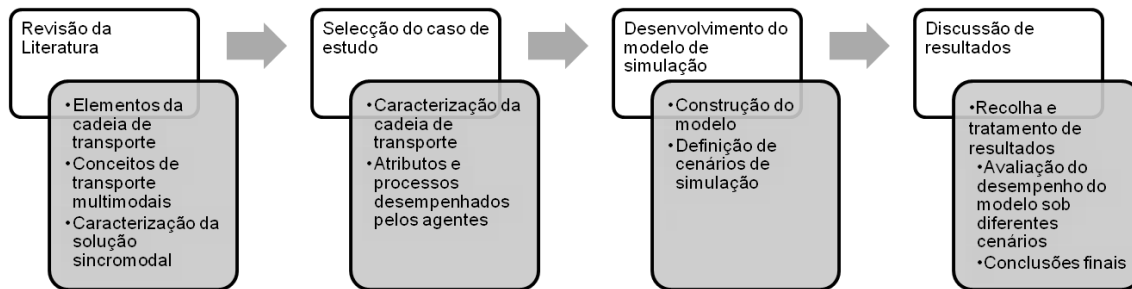 Revisão da
Literatura
•Elementos da
cadeia de
transporte
•Conceitos de
transporte
multimodais
•Caracterização da
solução
sincromodal
Selecção do caso de
estudo
•Caracterização da
cadeia de
transporte
•Atributos e
processos
desempenhados
pelos agentes
Desenvolvimento do
modelo de
simulação
•Construção do
modelo
•Definição de
cenários de
simulação
Discussão de
resultados
•Recolha e
tratamento de
resultados
•Avaliação do
desempenho do
modelo sob
diferentes
cenários
•Conclusões finais